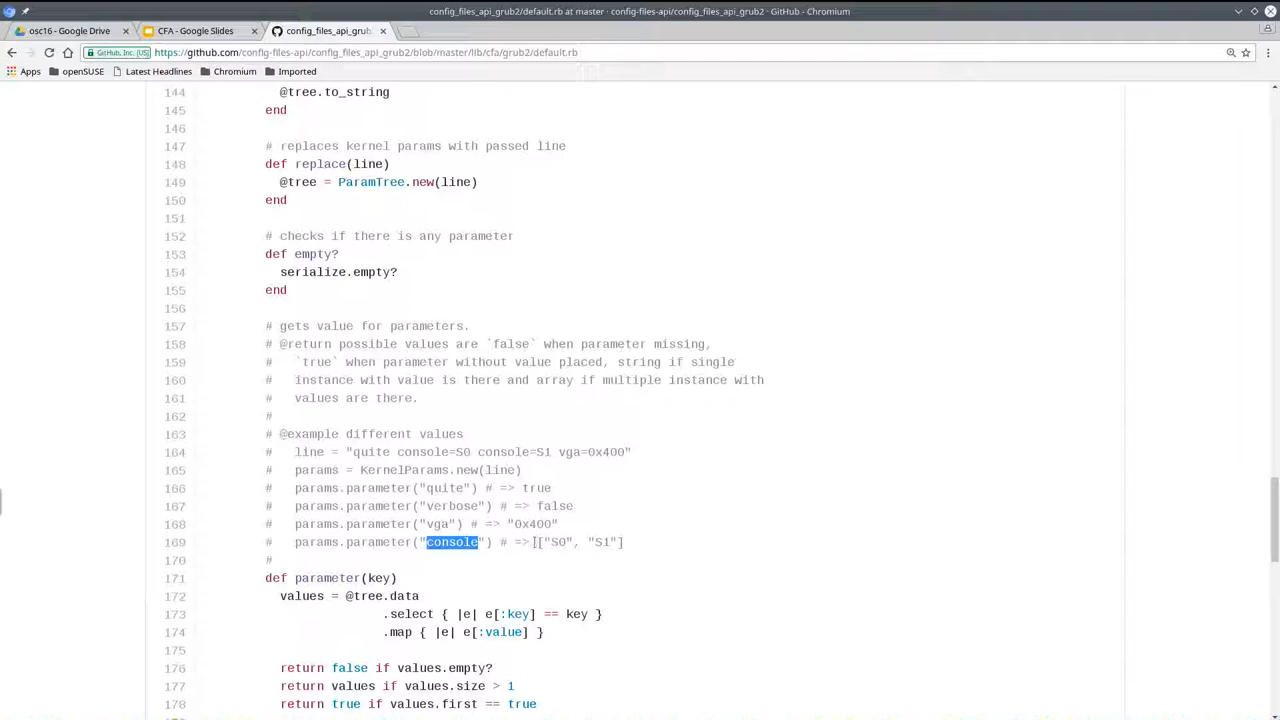 config_files_api_grub2/default.rb at master · config-files-api/config_files_api_grub2 · GitHub - Chromium
osc16 - Google Drive × CFA - Google Slides × config_files_api_grub ×
GitHub, Inc. [US] https://github.com/config-files-api/config_files_api_grub2/blob/master/lib/cfa/grub2/default.rb
Apps openSUSE Latest Headlines Chromium Imported
144 @tree.to_string
145 end
146
147 # replaces kernel params with passed line
148 def replace(line)
149 @tree = ParamTree.new(line)
150 end
151
152 # checks if there is any parameter
153 def empty?
154 serialize.empty?
155 end
156
157 # gets value for parameters.
158 # @return possible values are `false` when parameter missing,
159 # `true` when parameter without value placed, string if single
160 # instance with value is there and array if multiple instance with
161 # values are there.
162 #
163 # @example different values
164 # line = "quite console=S0 console=S1 vga=0x400"
165 # params = KernelParams.new(line)
166 # params.parameter("quite") # => true
167 # params.parameter("verbose") # => false
168 # params.parameter("vga") # => "0x400"
169 # params.parameter("console") # => ["S0", "S1"]
170 #
171 def parameter(key)
172 values = @tree.data
173 .select { |e| e[:key] == key }
174 .map { |e| e[:value] }
175
176 return false if values.empty?
177 return values if values.size > 1
178 return true if values.first == true